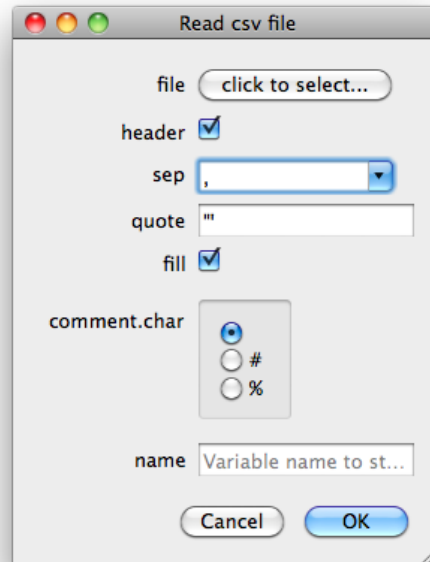 Read csv file
file click to select...
header
sep ,
quote "'
fill
comment.char
#
%
name Variable name to st...
Cancel OK